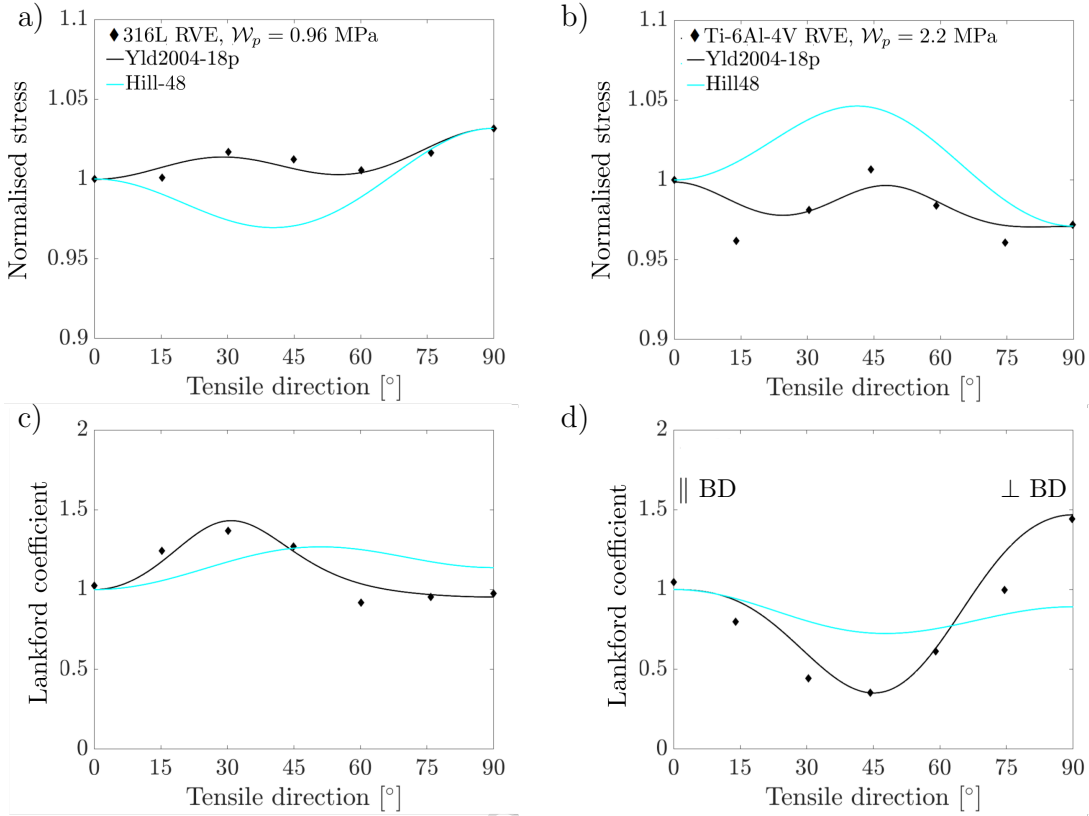 a)
1.1
1.05
1
0.95
0.9
Normalised stress
316L RVE, 𝒲p = 0.96 MPa
Yld2004-18p
Hill-48
0 15 30 45 60 75 90
Tensile direction [°]
b)
1.1
1.05
1
0.95
0.9
Normalised stress
Ti-6Al-4V RVE, 𝒲p = 2.2 MPa
Yld2004-18p
Hill48
0 15 30 45 60 75 90
Tensile direction [°]
c)
2
1.5
1
0.5
0
Lankford coefficient
0 15 30 45 60 75 90
Tensile direction [°]
d)
2
1.5
1
0.5
0
Lankford coefficient
∥ BD
⊥ BD
0 15 30 45 60 75 90
Tensile direction [°]